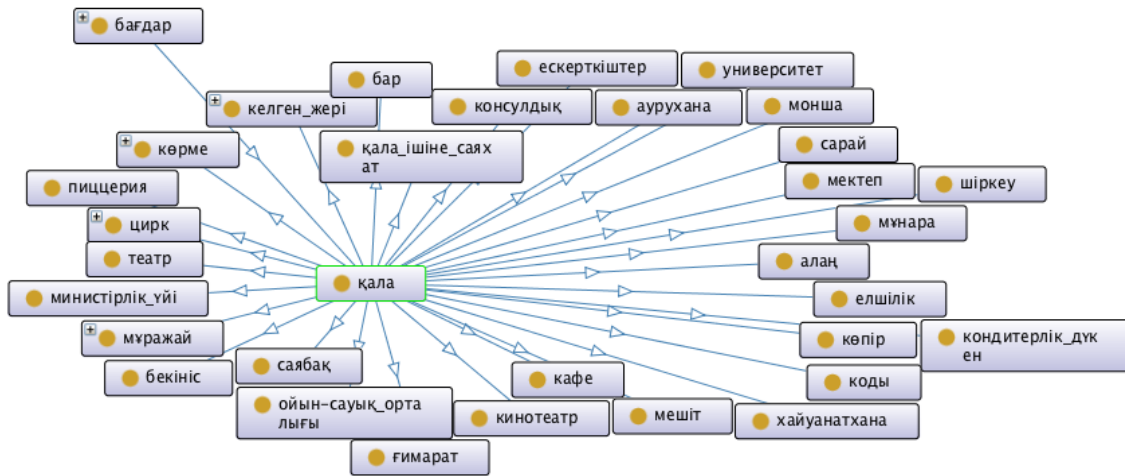 бағдар
ескерткіштер
университет
бар
келген_жері
консулдық
аурухана
монша
көрме
қала_ішіне_саях
ат
сарай
пиццерия
мектеп
шіркеу
цирк
мұнара
театр
алаң
қала
министірлік_үйі
елшілік
мұражай
көпір
кондитерлік_дүк
ен
саябақ
бекініс
кафе
коды
ойын-сауық_орта
лығы
кинотеатр
мешіт
хайуанатхана
ғимарат